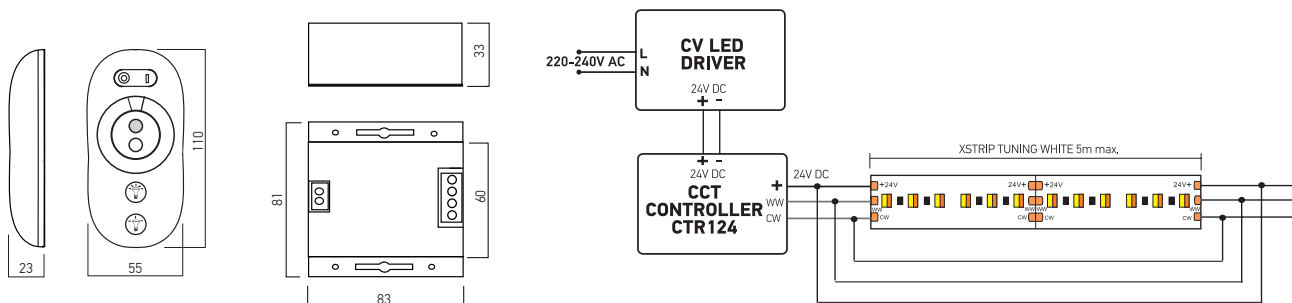 23
55
110
33
81
60
83
220-240V AC
L
N
CV LED
DRIVER
24V DC
+ -
+ -
24V DC
CCT
CONTROLLER
CTR124
+
WW
CW
24V DC
XSTRIP TUNING WHITE 5m max.
+24V
WW
CW
24V+
WW
CW
+24V
WW
CW
24V+
WW
CW